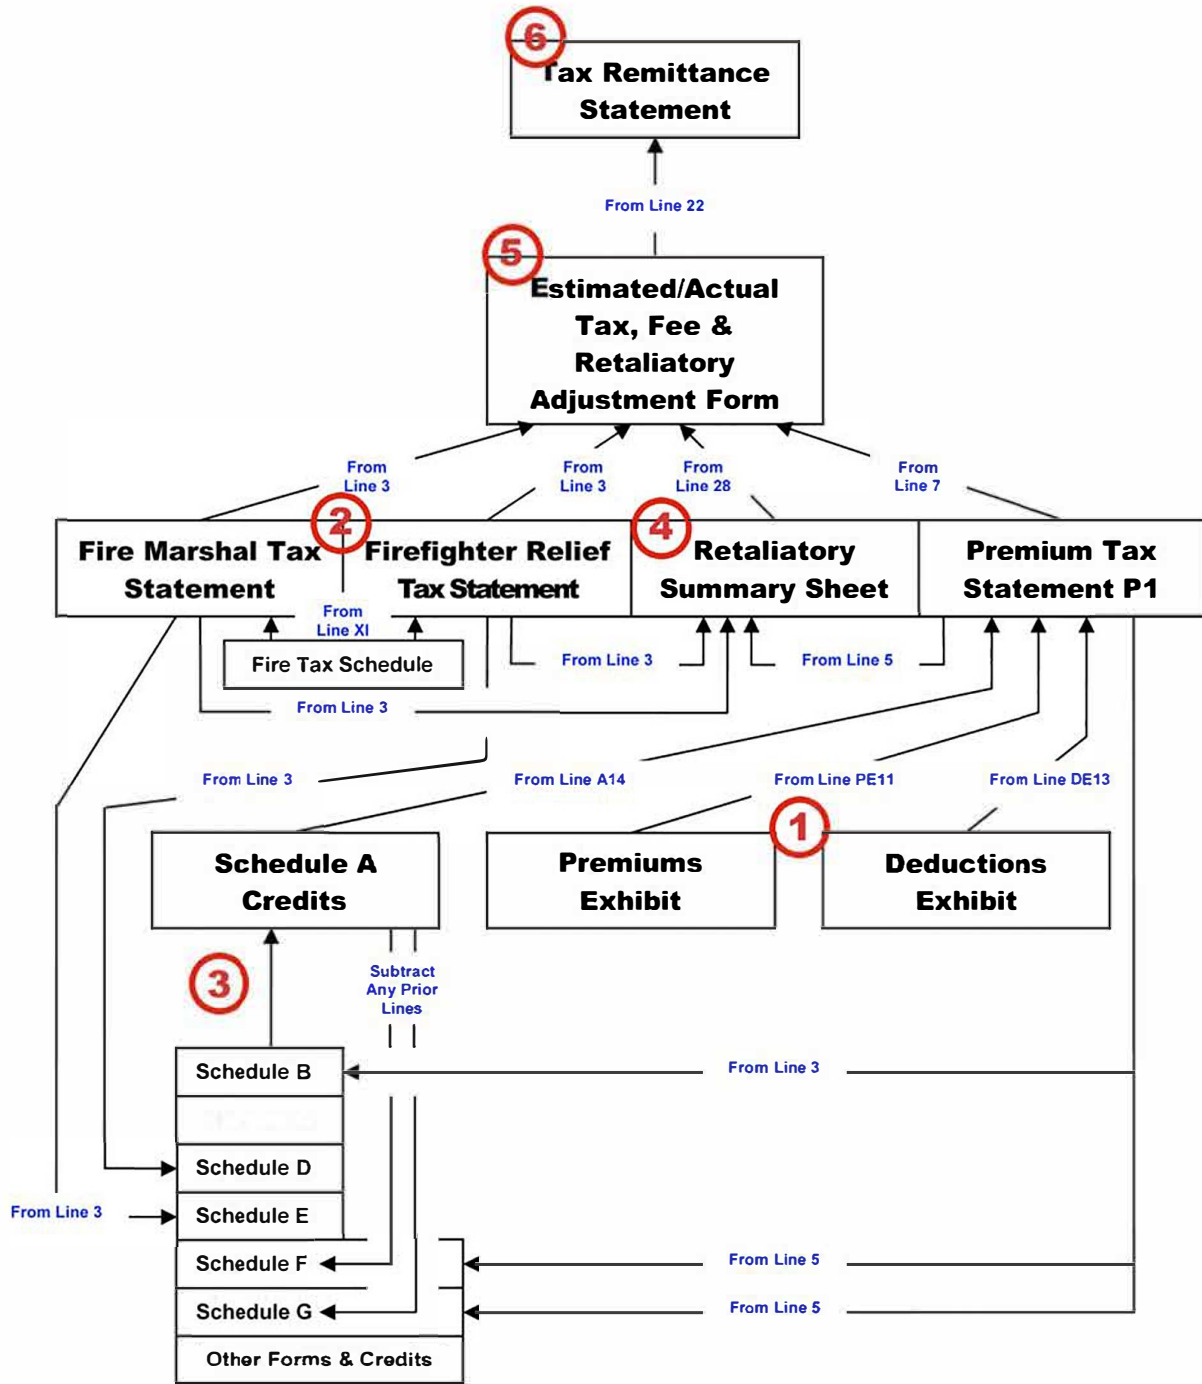 6
Tax Remittance
Statement
From Line 22
5
Estimated/Actual
Tax, Fee &
Retaliatory
Adjustment Form
From
Line 3
From
Line 3
From
Line 28
From
Line 7
2
4
Fire Marshal Tax
Statement
Firefighter Relief
Tax Statement
Retaliatory
Summary Sheet
Premium Tax
Statement P1
From
Line XI
Fire Tax Schedule
From Line 3
From Line 5
From Line 3
From Line 3
From Line A14
From Line PE11
From Line DE13
1
Schedule A
Credits
Premiums
Exhibit
Deductions
Exhibit
3
Subtract
Any Prior
Lines
Schedule B
From Line 3
Schedule D
From Line 3
Schedule E
Schedule F
From Line 5
Schedule G
From Line 5
Other Forms & Credits